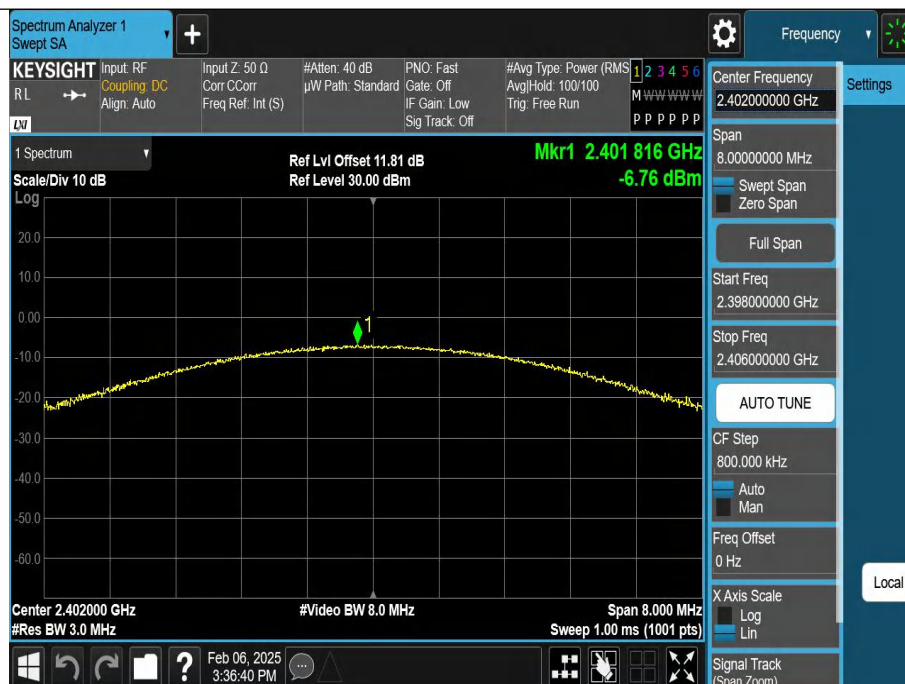 Spectrum Analyzer 1
Swept SA
Frequency
KEYSIGHT
RL
LXI
Input: RF
Coupling: DC
Align: Auto
Input Z: 50 Ω
Corr CCorr
Freq Ref: Int (S)
#Atten: 40 dB
µW Path: Standard
PNO: Fast
Gate: Off
IF Gain: Low
Sig Track: Off
#Avg Type: Power (RMS
Avg|Hold: 100/100
Trig: Free Run
1 2 3 4 5 6
M W W W W W
P P P P P P
1 Spectrum
Scale/Div 10 dB
Log
Ref Lvl Offset 11.81 dB
Ref Level 30.00 dBm
Mkr1 2.401 816 GHz
-6.76 dBm
20.0
10.0
0.00
-10.0
-20.0
-30.0
-40.0
-50.0
-60.0
1
Center 2.402000 GHz
#Res BW 3.0 MHz
#Video BW 8.0 MHz
Span 8.000 MHz
Sweep 1.00 ms (1001 pts)
Feb 06, 2025
3:36:40 PM
Center Frequency
2.402000000 GHz
Span
8.00000000 MHz
Swept Span
Zero Span
Full Span
Start Freq
2.398000000 GHz
Stop Freq
2.406000000 GHz
AUTO TUNE
CF Step
800.000 kHz
Auto
Man
Freq Offset
0 Hz
X Axis Scale
Log
Lin
Signal Track
(Span Zoom)
Settings
Local